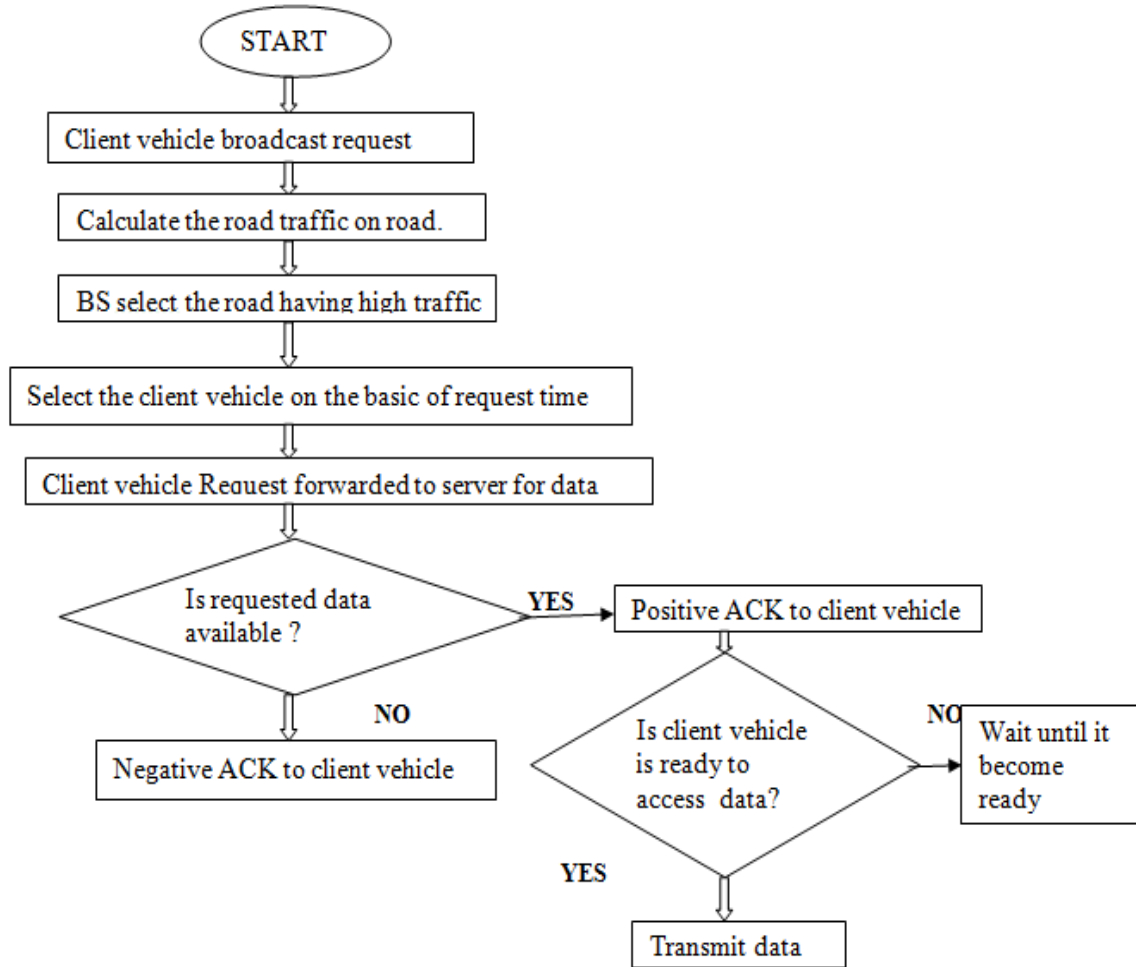 START
Client vehicle broadcast request
Calculate the road traffic on road.
BS select the road having high traffic
Select the client vehicle on the basic of request time
Client vehicle Request forwarded to server for data
Is requested data
available ?
YES
Positive ACK to client vehicle
NO
Negative ACK to client vehicle
Is client vehicle
is ready to
access data?
NO
Wait until it
become
ready
YES
Transmit data